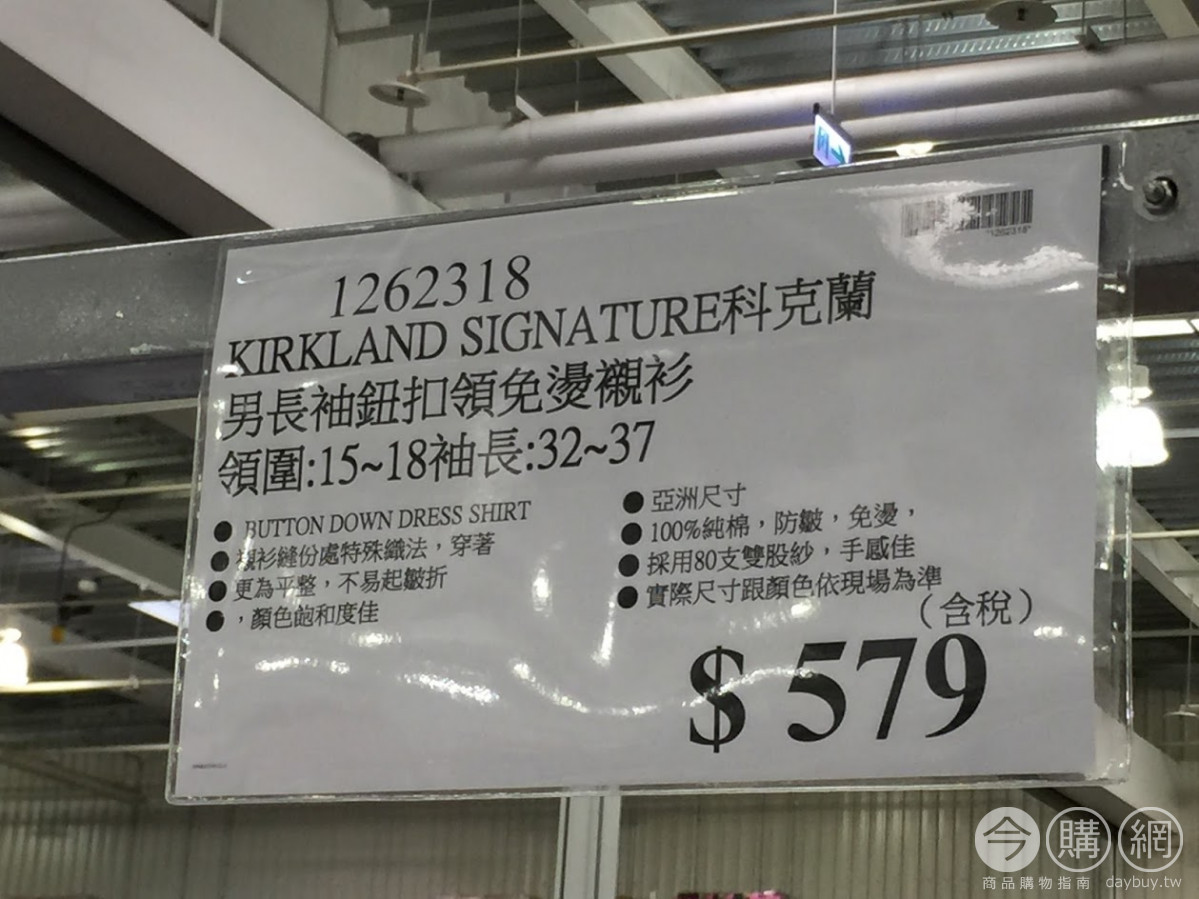 "1262318"
1262318
KIRKLAND SIGNATURE科克蘭
男長袖鈕扣領免燙襯衫
領圍:15~18袖長:32~37
● BUTTON DOWN DRESS SHIRT
● 襯衫縫份處特殊織法，穿著
● 更為平整，不易起皺折
● ，顏色飽和度佳
● 亞洲尺寸
● 100%純棉，防皺，免燙，
● 採用80支雙股紗，手感佳
● 實際尺寸跟顏色依現場為準
（含稅）
$ 579
今購網
商品購物指南 daybuy.tw